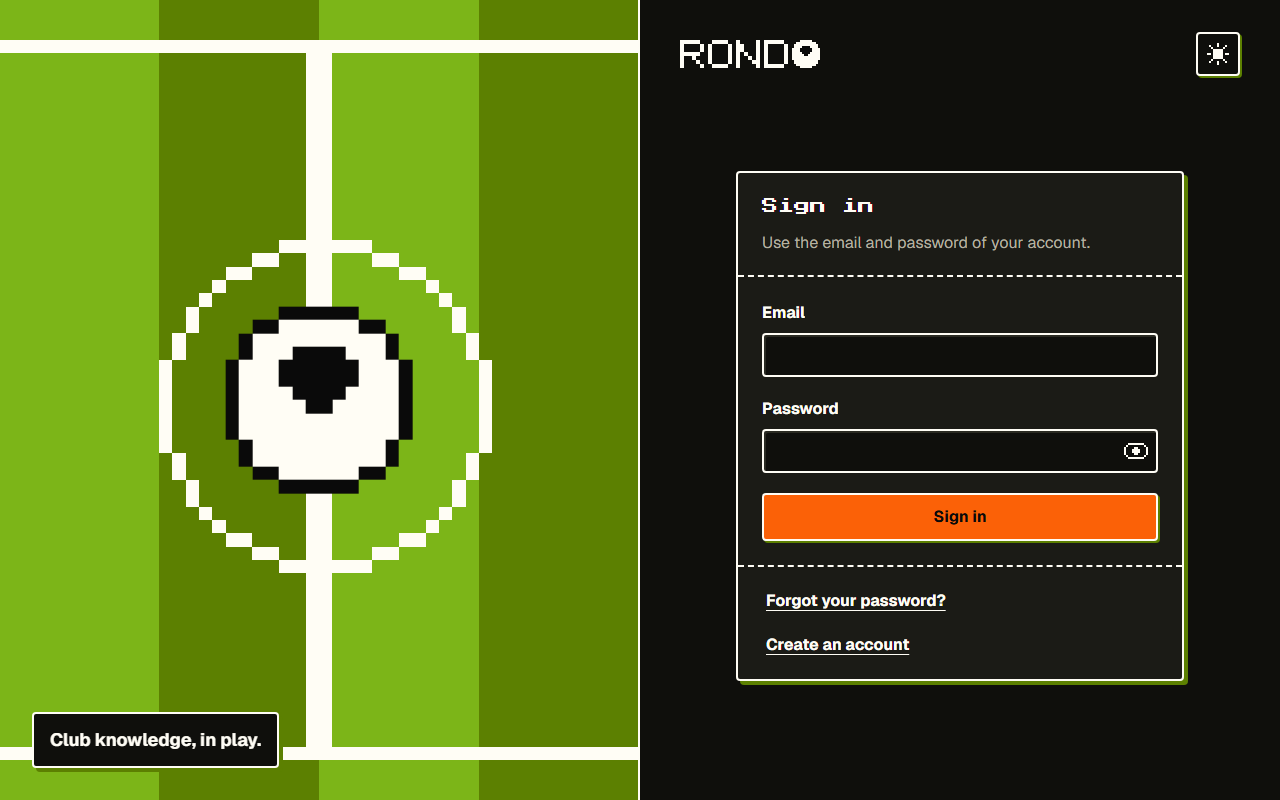 RONDO
Sign in
Use the email and password of your account.
Email
Password
Sign in
Forgot your password?
Create an account
Club knowledge, in play.